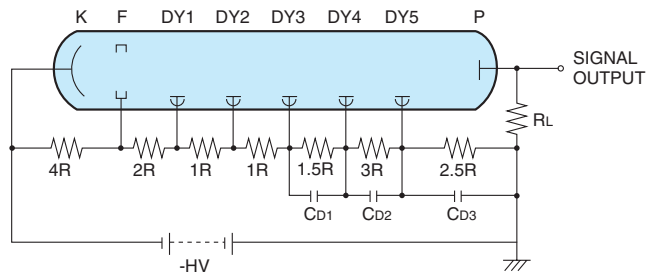 K F DY1 DY2 DY3 DY4 DY5 P
SIGNAL
OUTPUT
RL
4R 2R 1R 1R 1.5R 3R 2.5R
CD1 CD2 CD3
-HV